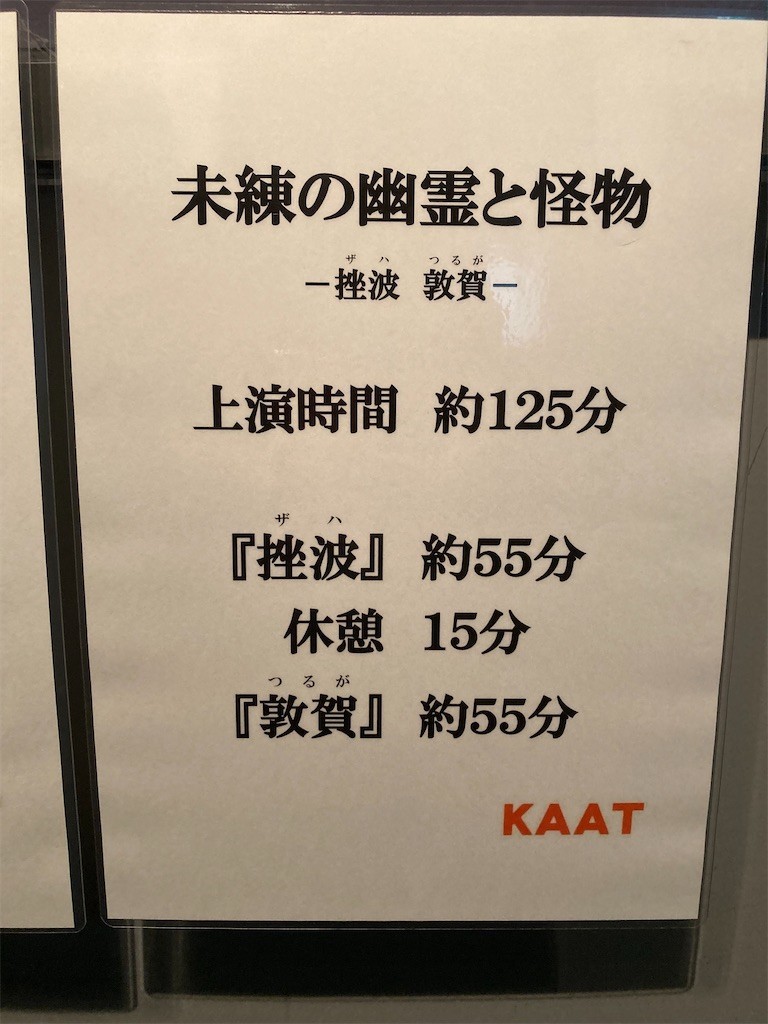 未練の幽霊と怪物
ザハ つるが
－挫波 敦賀－
上演時間 約125分
ザハ
『挫波』 約55分
休憩 15分
つるが
『敦賀』 約55分
KAAT